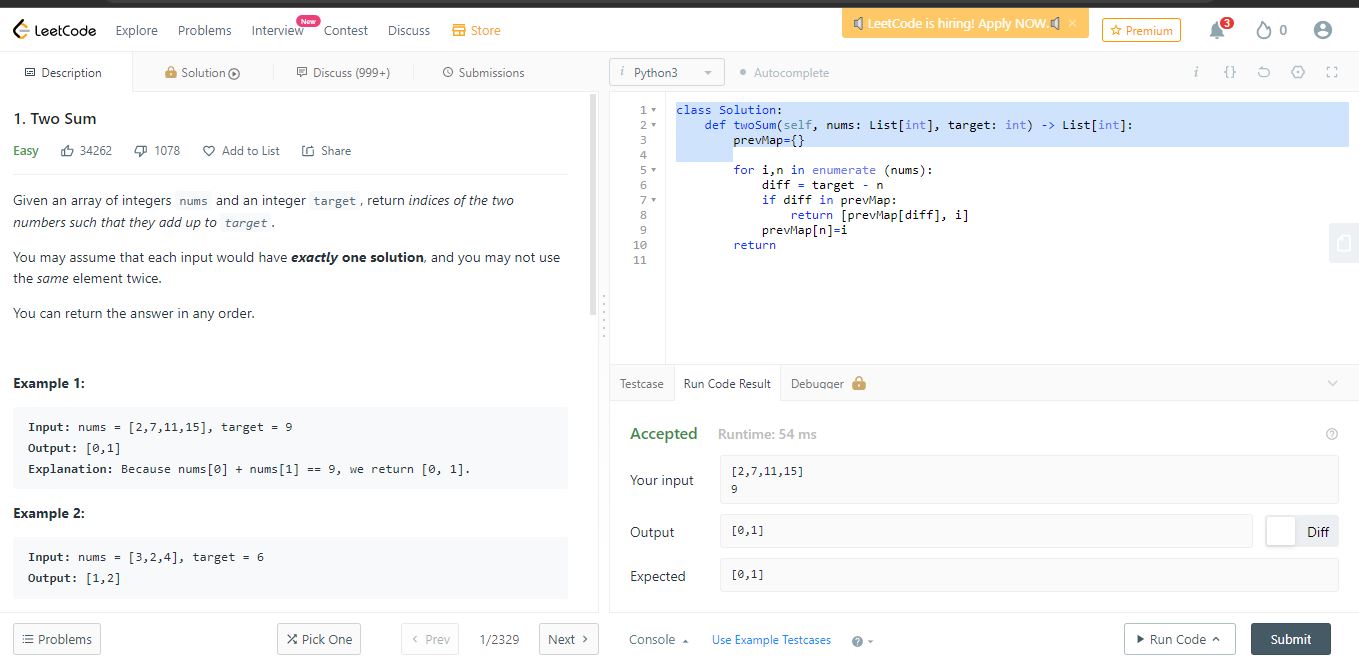 LeetCode Explore Problems Interview New Contest Discuss Store LeetCode is hiring! Apply NOW. Premium 3 0
Description Solution Discuss (999+) Submissions i Python3 Autocomplete i {}
1. Two Sum
Easy 34262 1078 Add to List Share
Given an array of integers nums and an integer target, return indices of the two
numbers such that they add up to target.
You may assume that each input would have exactly one solution, and you may not use
the same element twice.
You can return the answer in any order.
Example 1:
Input: nums = [2,7,11,15], target = 9
Output: [0,1]
Explanation: Because nums[0] + nums[1] == 9, we return [0, 1].
Example 2:
Input: nums = [3,2,4], target = 6
Output: [1,2]
Problems Pick One < Prev 1/2329 Next >
1 class Solution:
2 def twoSum(self, nums: List[int], target: int) -> List[int]:
3 prevMap={}
4
5 for i,n in enumerate (nums):
6 diff = target - n
7 if diff in prevMap:
8 return [prevMap[diff], i]
9 prevMap[n]=i
10 return
11
Testcase Run Code Result Debugger
Accepted Runtime: 54 ms
Your input
[2,7,11,15]
9
Output [0,1] Diff
Expected [0,1]
Console Use Example Testcases Run Code Submit